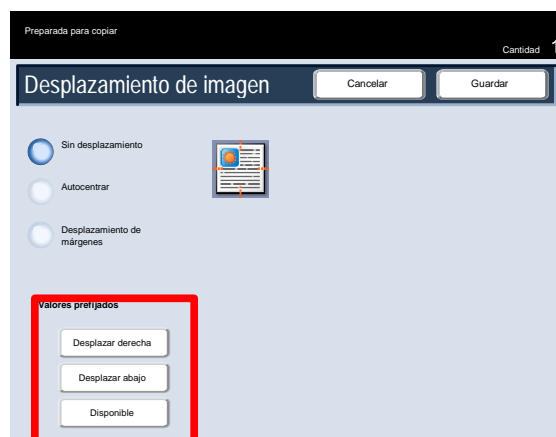 Preparada para copiar
Cantidad 1
Desplazamiento de imagen
Cancelar
Guardar
Sin desplazamiento
Autocentrar
Desplazamiento de
márgenes
Valores prefijados
Desplazar derecha
Desplazar abajo
Disponible